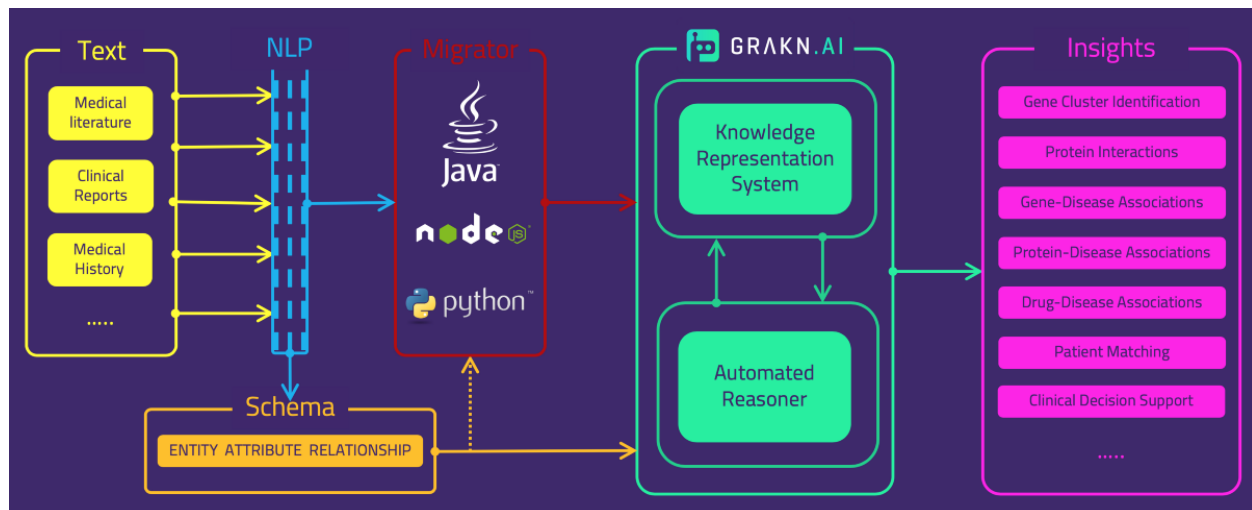 Text
Medical
literature
Clinical
Reports
Medical
History
.....
NLP
Migrator
Java™
node JS
python™
Schema
ENTITY ATTRIBUTE RELATIONSHIP
GRAKN.AI
Knowledge
Representation
System
Automated
Reasoner
Insights
Gene Cluster Identification
Protein Interactions
Gene-Disease Associations
Protein-Disease Associations
Drug-Disease Associations
Patient Matching
Clinical Decision Support
.....